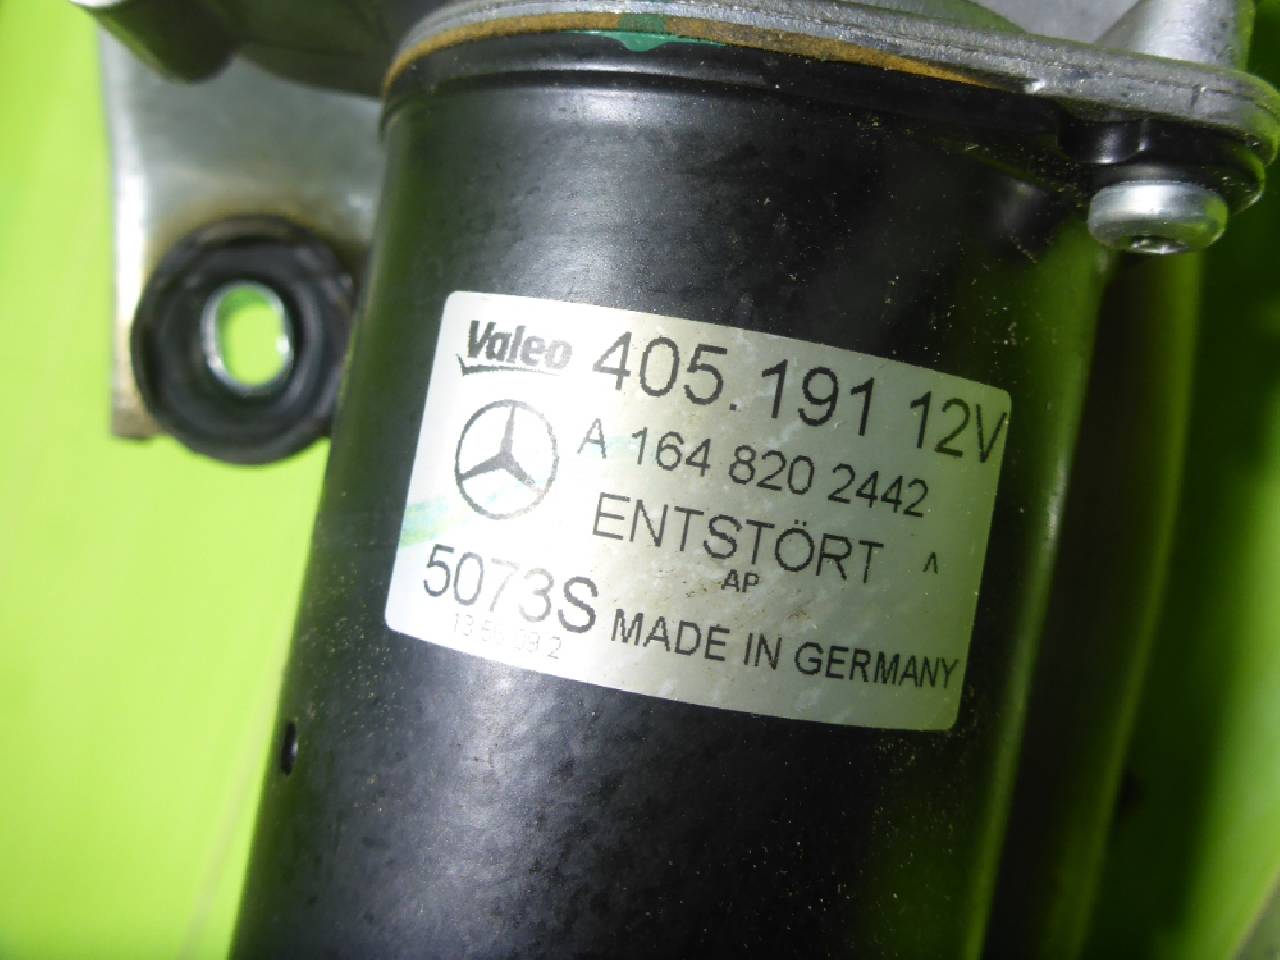 Valeo 405.191 12V
A 164 820 2442
ENTSTÖRT ^
AP
5073S MADE IN GERMANY